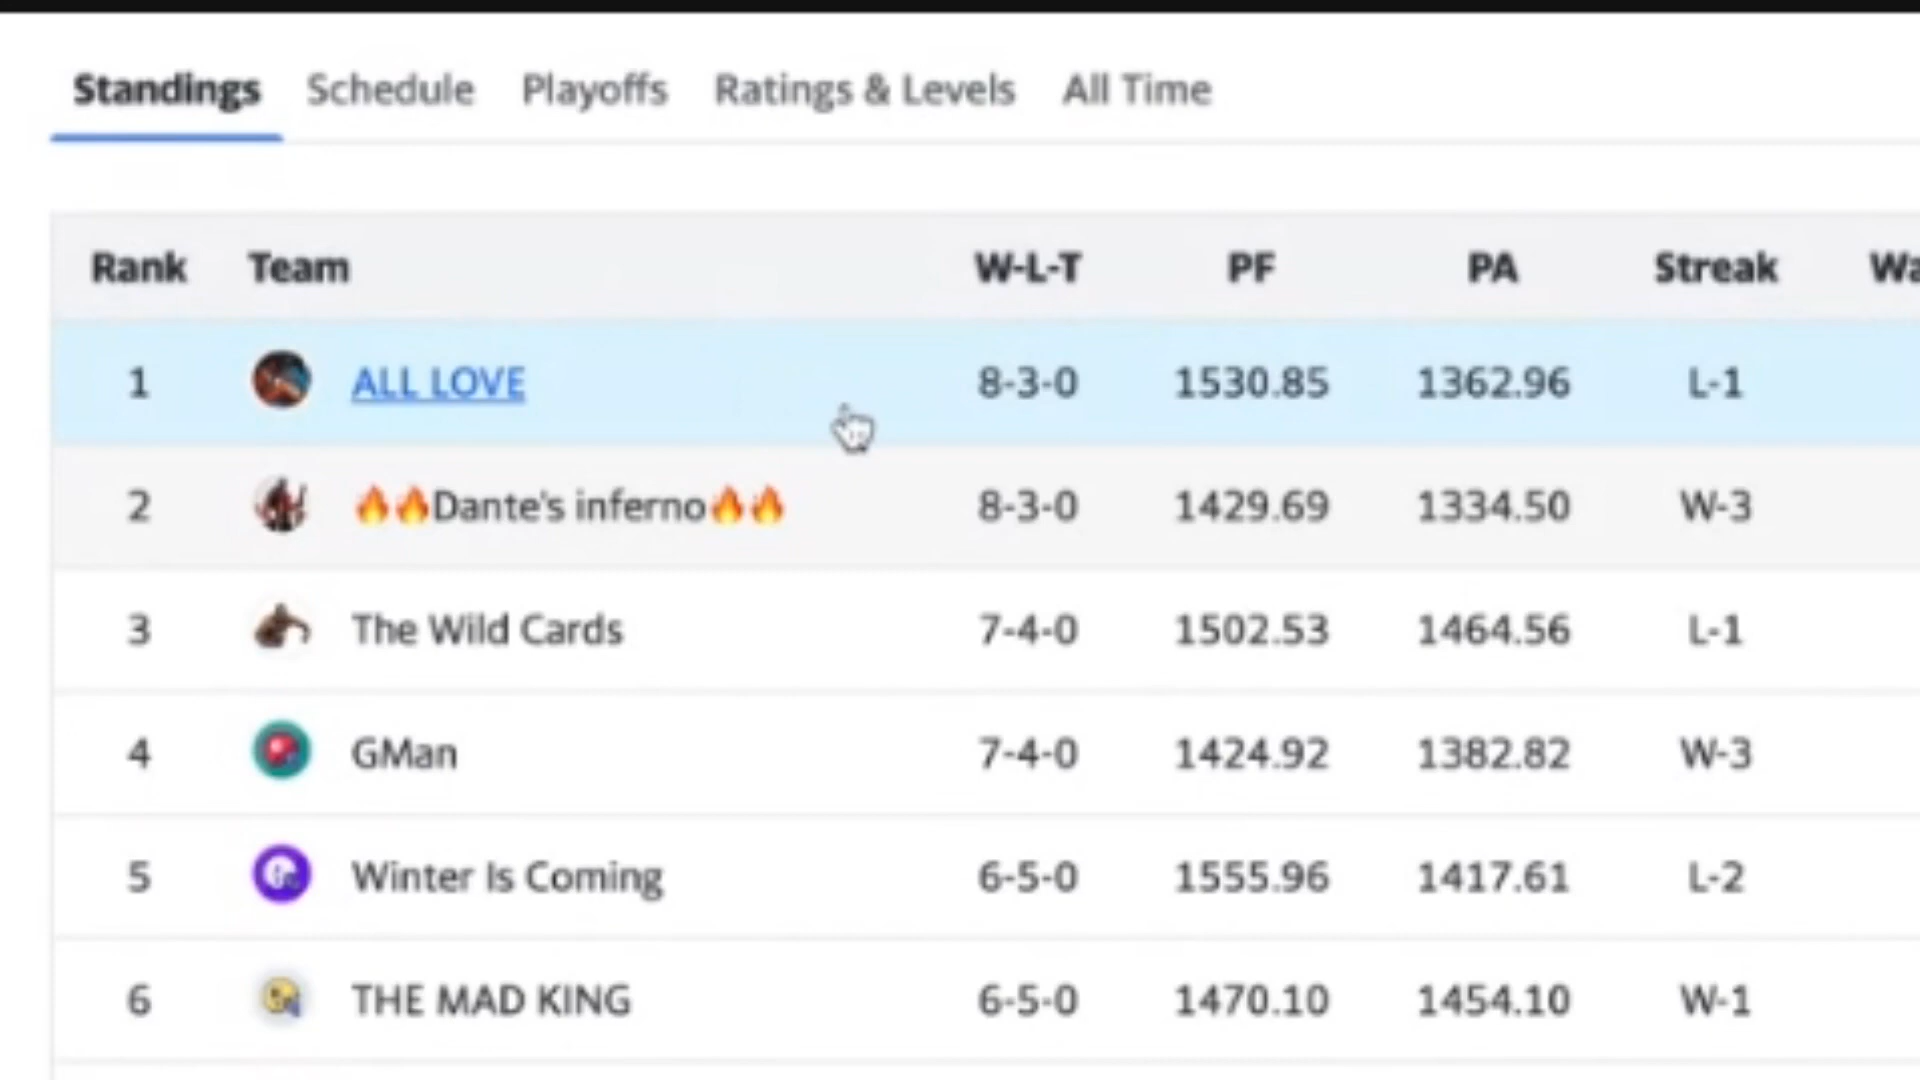 Standings Schedule Playoffs Ratings & Levels All Time
Rank Team W-L-T PF PA Streak
1 ALL LOVE 8-3-0 1530.85 1362.96 L-1
2 🔥🔥Dante's inferno🔥🔥 8-3-0 1429.69 1334.50 W-3
3 The Wild Cards 7-4-0 1502.53 1464.56 L-1
4 GMan 7-4-0 1424.92 1382.82 W-3
5 Winter Is Coming 6-5-0 1555.96 1417.61 L-2
6 THE MAD KING 6-5-0 1470.10 1454.10 W-1